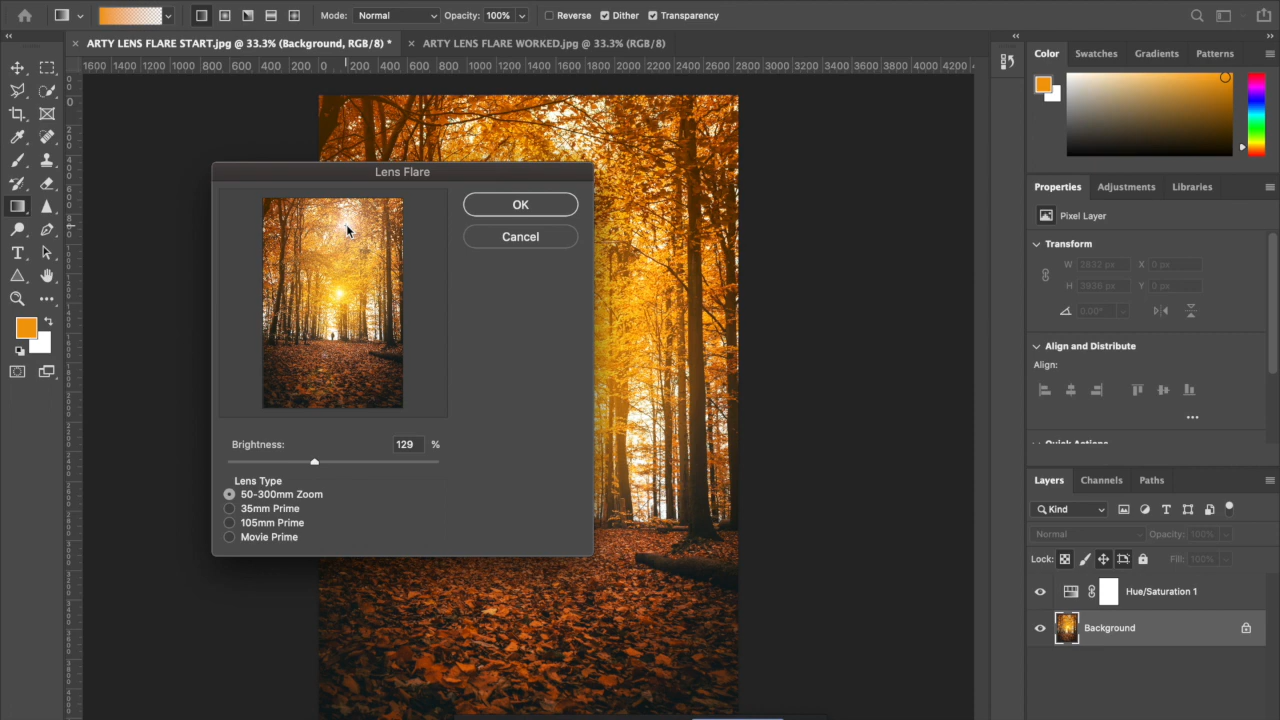 Mode: Normal Opacity: 100% Reverse Dither Transparency
ARTY LENS FLARE START.jpg @ 33.3% (Background, RGB/8) * ARTY LENS FLARE WORKED.jpg @ 33.3% (RGB/8)
1600 1400 1200 1000 800 600 400 200 0 200 400 600 800 1000 1200 1400 1600 1800 2000 2200 2400 2600 2800 3000 3200 3400 3600 3800 4000 4200
Color Swatches Gradients Patterns
Lens Flare
OK
Cancel
Brightness: 129 %
Lens Type
50-300mm Zoom
35mm Prime
105mm Prime
Movie Prime
Properties Adjustments Libraries
Pixel Layer
Transform
W 2832 px X 0 px
H 3936 px Y 0 px
0.00°
Align and Distribute
Align:
Quick Actions
Layers Channels Paths
Kind
Normal Opacity: 100%
Lock: Fill: 100%
Hue/Saturation 1
Background